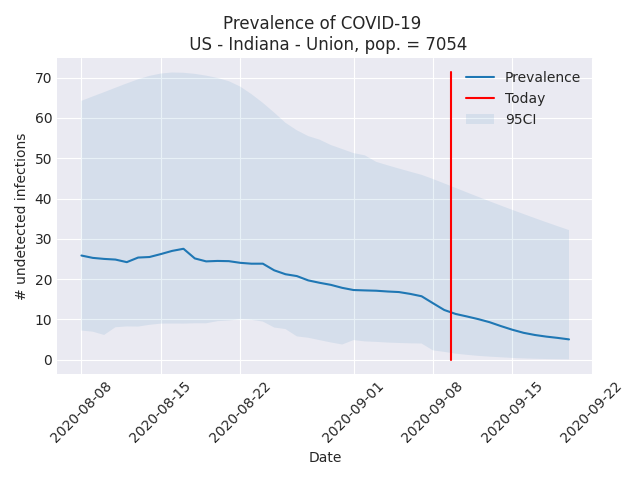 Prevalence of COVID-19
US - Indiana - Union, pop. = 7054
# undetected infections
70
60
50
40
30
20
10
0
Prevalence
Today
95CI
2020-08-08
2020-08-15
2020-08-22
2020-09-01
2020-09-08
2020-09-15
2020-09-22
Date